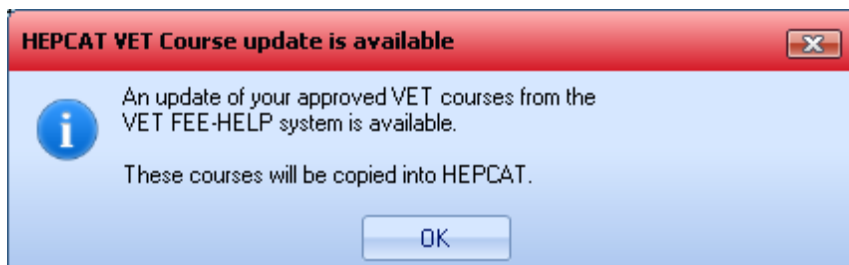 HEPCAT VET Course update is available
An update of your approved VET courses from the
VET FEE-HELP system is available.
These courses will be copied into HEPCAT.
OK